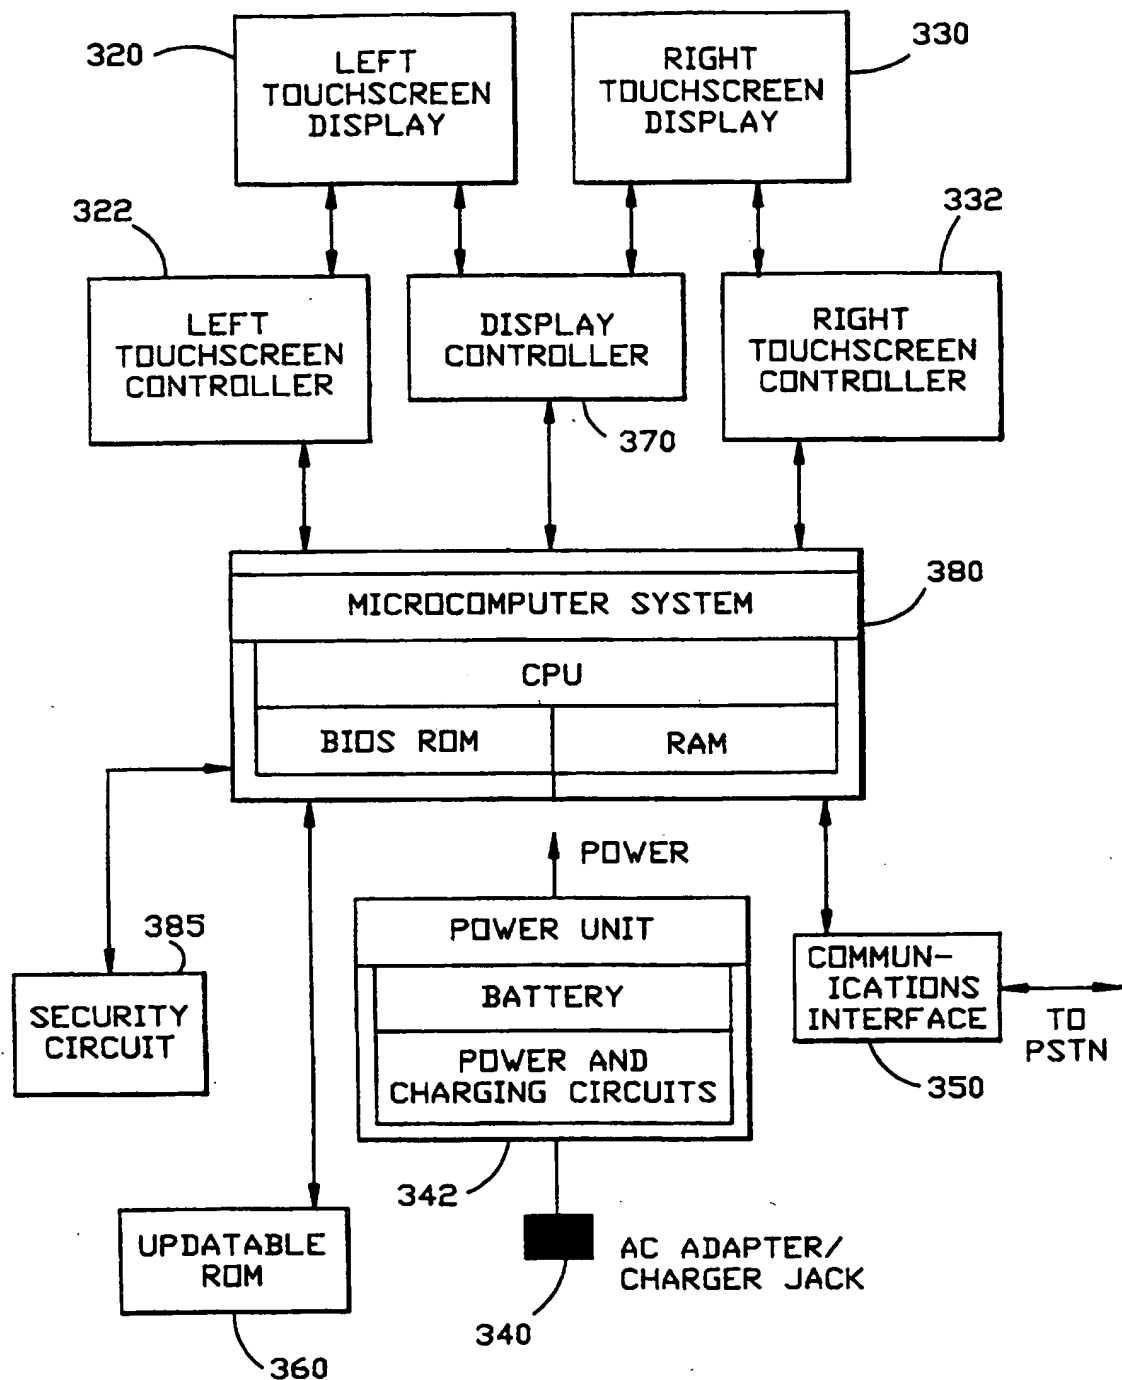 320
LEFT
TOUCHSCREEN
DISPLAY
RIGHT
TOUCHSCREEN
DISPLAY
330
322
332
LEFT
TOUCHSCREEN
CONTROLLER
DISPLAY
CONTROLLER
RIGHT
TOUCHSCREEN
CONTROLLER
370
380
MICROCOMPUTER SYSTEM
CPU
BIOS ROM
RAM
POWER
385
SECURITY
CIRCUIT
POWER UNIT
BATTERY
POWER AND
CHARGING CIRCUITS
COMMUN-
ICATIONS
INTERFACE
TO
PSTN
350
342
UPDATABLE
ROM
AC ADAPTER/
CHARGER JACK
340
360